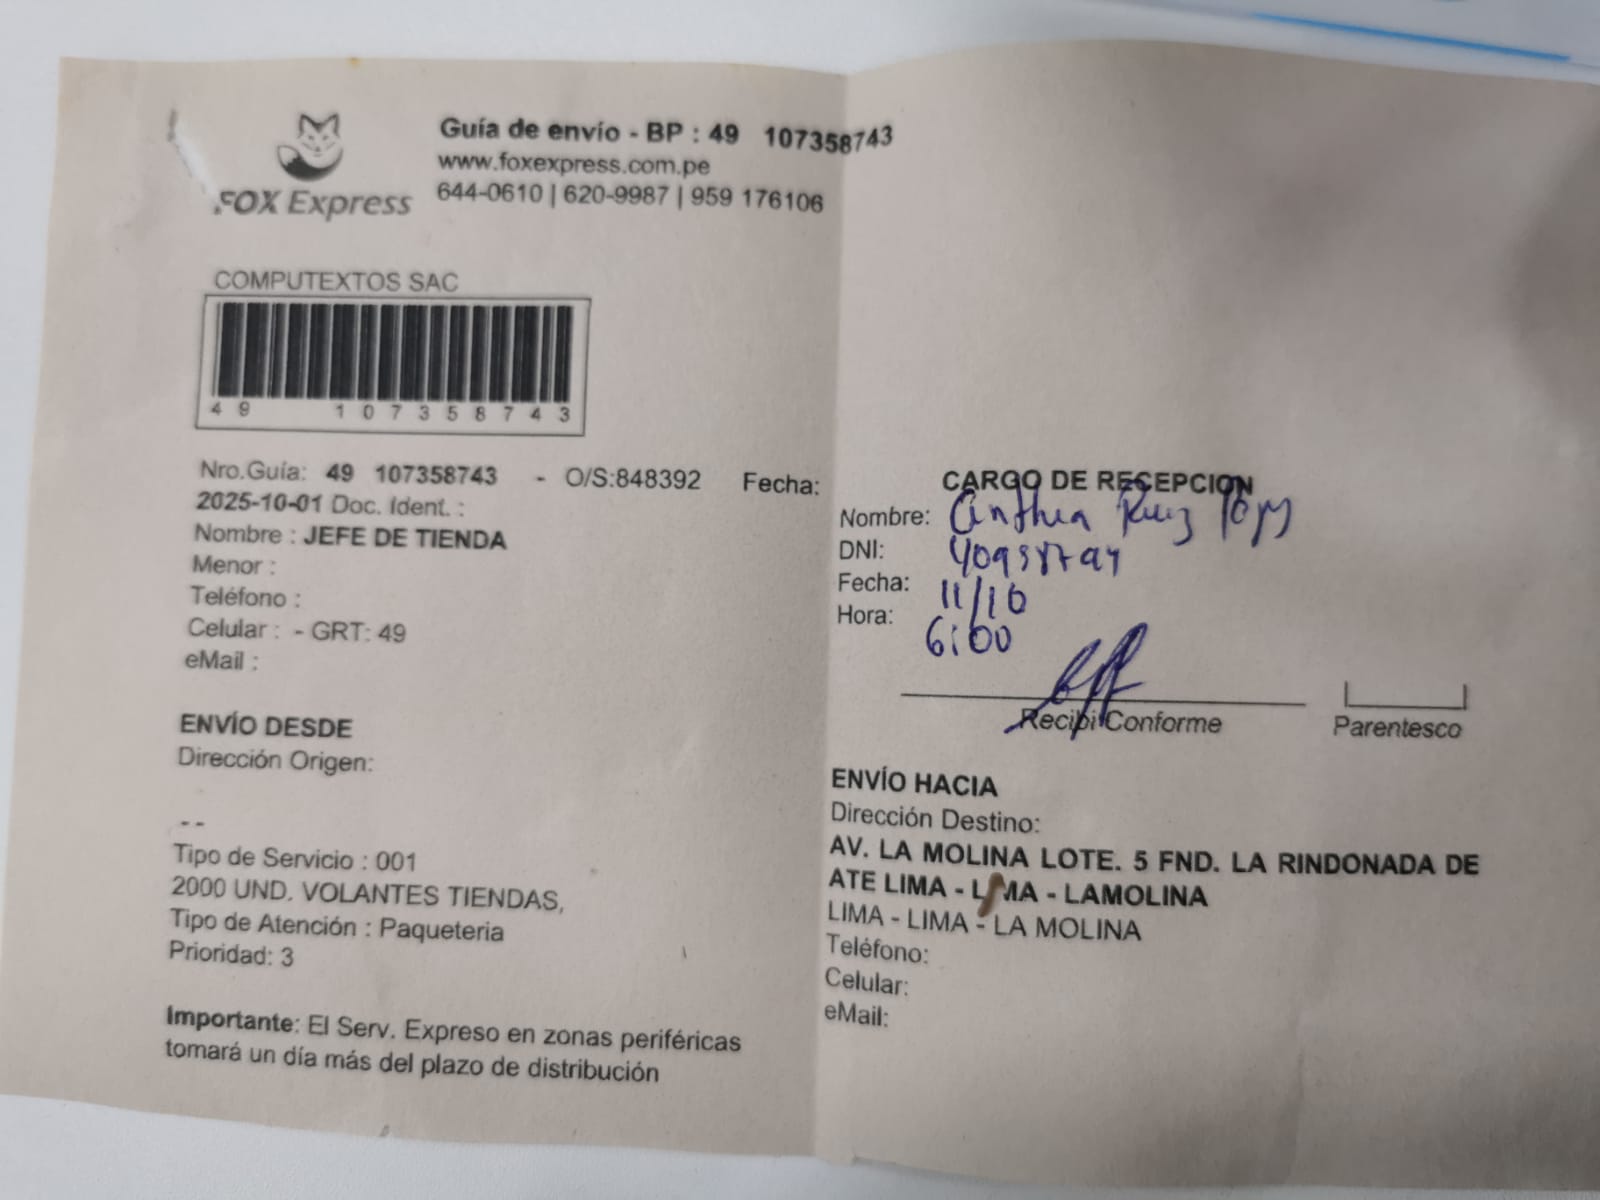 Guía de envío - BP : 49 107358743
www.foxexpress.com.pe
644-0610 | 620-9987 | 959 176106
FOX Express
COMPUTEXTOS SAC
49 107358743
Nro.Guía: 49 107358743 - O/S:848392 Fecha:
2025-10-01 Doc. Ident. :
Nombre : JEFE DE TIENDA
Menor :
Teléfono :
Celular : - GRT: 49
eMail :
ENVÍO DESDE
Dirección Origen:
--
Tipo de Servicio : 001
2000 UND. VOLANTES TIENDAS,
Tipo de Atención : Paqueteria
Prioridad: 3
Importante: El Serv. Expreso en zonas periféricas
tomará un día más del plazo de distribución
CARGO DE RECEPCION
Nombre: Cinthia Ruiz
DNI:
Fecha: 11/10
Hora: 6:00
Recibi Conforme
Parentesco
ENVÍO HACIA
Dirección Destino:
AV. LA MOLINA LOTE. 5 FND. LA RINDONADA DE
ATE LIMA - LIMA - LAMOLINA
LIMA - LIMA - LA MOLINA
Teléfono:
Celular:
eMail: